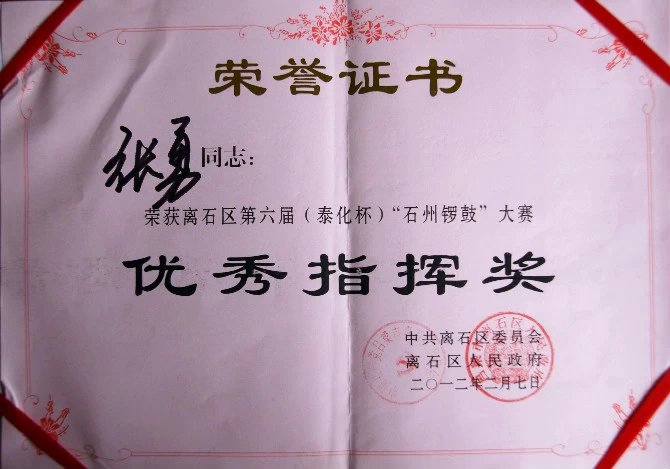 荣誉证书
张勇同志：
荣获离石区第六届（泰化杯）“石州锣鼓”大赛
优秀指挥奖
中共离石区委员会
离石区人民政府
二〇一二年二月七日